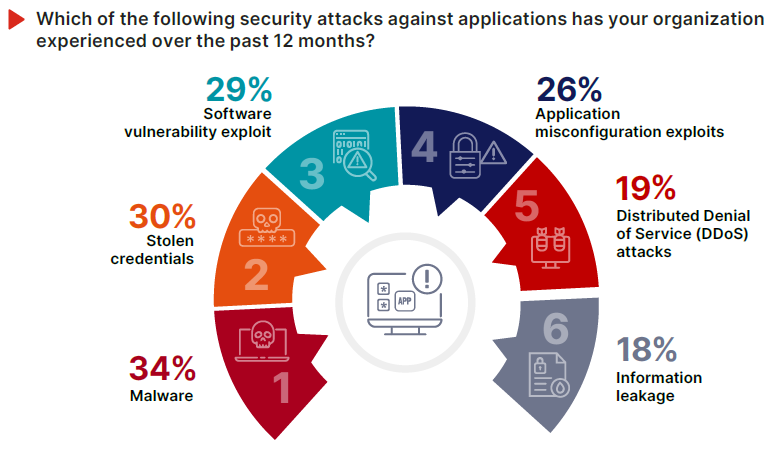 Which of the following security attacks against applications has your organization
experienced over the past 12 months?
29%
Software
vulnerability exploit
26%
Application
misconfiguration exploits
30%
Stolen
credentials
19%
Distributed Denial
of Service (DDoS)
attacks
34%
Malware
18%
Information
leakage
1
2
****
3
4
5
6
*
* APP